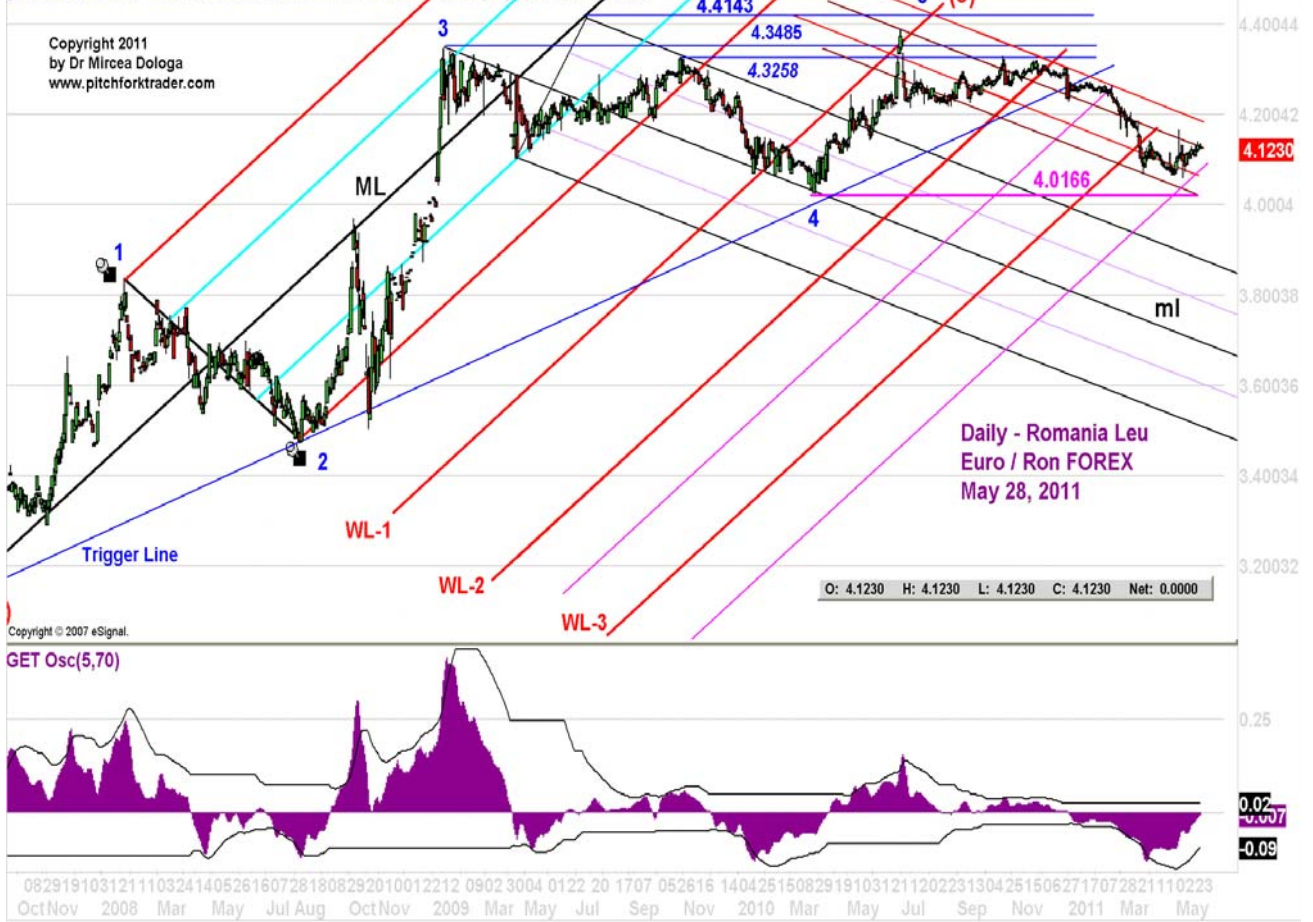 4.4143
(5)
4.40044
Copyright 2011
by Dr Mircea Dologa
www.pitchforktrader.com
3
4.3485
4.3258
4.20042
4.1230
4.0166
4.0004
ML
4
1
3.80038
ml
3.60036
2
Daily - Romania Leu
Euro / Ron FOREX
May 28, 2011
3.40034
WL-1
Trigger Line
3.20032
WL-2
O: 4.1230 H: 4.1230 L: 4.1230 C: 4.1230 Net: 0.0000
WL-3
Copyright © 2007 eSignal.
GET Osc(5,70)
0.25
0.02
-0.007
-0.09
Oct Nov 2008 Mar May Jul Aug Oct Nov 2009 Mar May Jul Sep Nov 2010 Mar May Jul Sep Nov 2011 Mar May